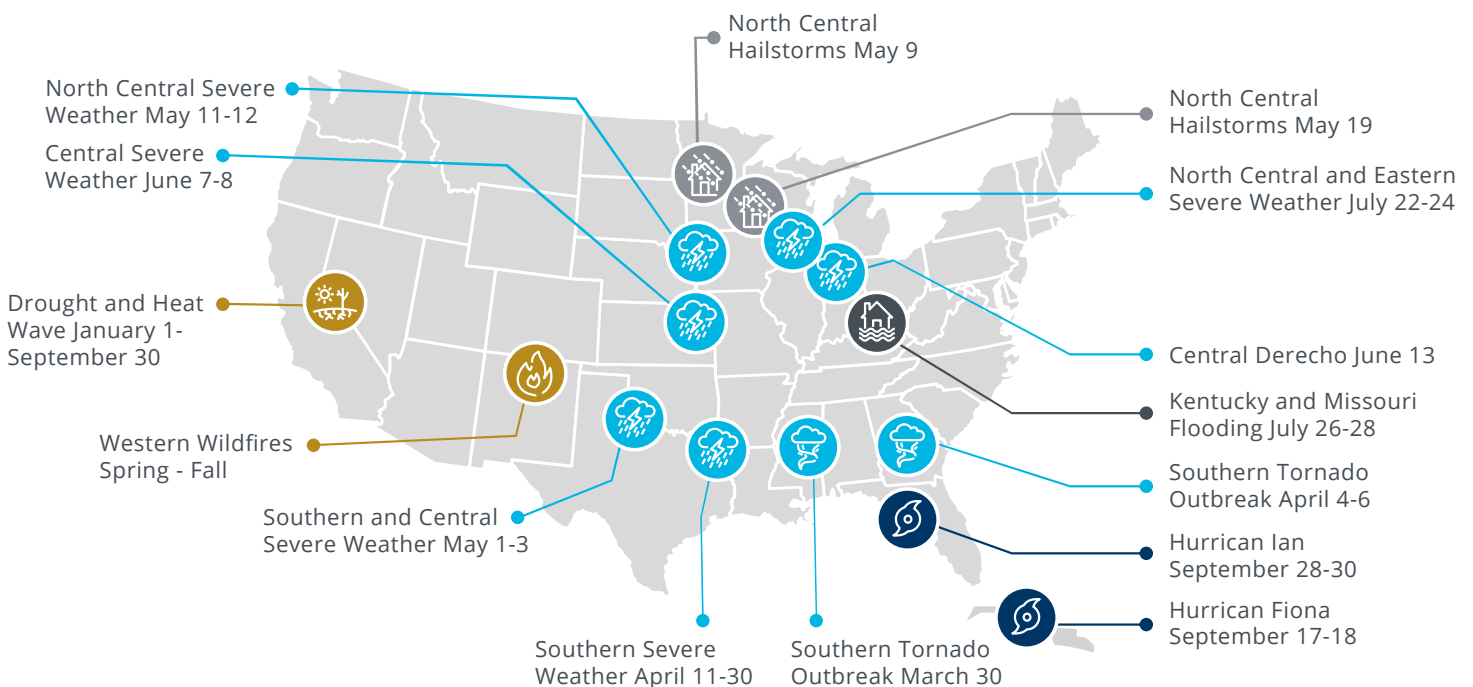 North Central
Hailstorms May 9
North Central Severe
Weather May 11-12
Central Severe
Weather June 7-8
Drought and Heat
Wave January 1-
September 30
Western Wildfires
Spring - Fall
Southern and Central
Severe Weather May 1-3
Southern Severe
Weather April 11-30
Southern Tornado
Outbreak March 30
North Central
Hailstorms May 19
North Central and Eastern
Severe Weather July 22-24
Central Derecho June 13
Kentucky and Missouri
Flooding July 26-28
Southern Tornado
Outbreak April 4-6
Hurrican Ian
September 28-30
Hurrican Fiona
September 17-18